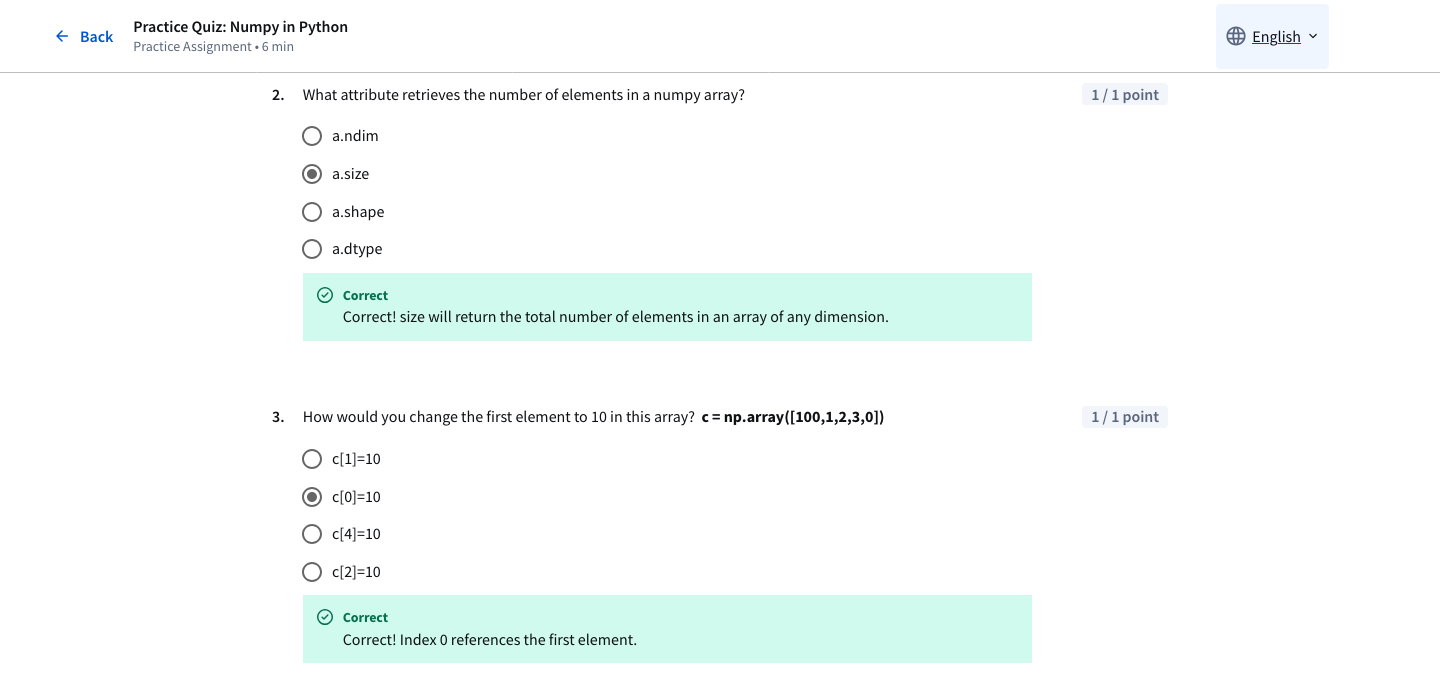 Back
Practice Quiz: Numpy in Python
Practice Assignment • 6 min
English
2. What attribute retrieves the number of elements in a numpy array? 1 / 1 point
a.ndim
a.size
a.shape
a.dtype
Correct
Correct! size will return the total number of elements in an array of any dimension.
3. How would you change the first element to 10 in this array? c = np.array([100,1,2,3,0]) 1 / 1 point
c[1]=10
c[0]=10
c[4]=10
c[2]=10
Correct
Correct! Index 0 references the first element.